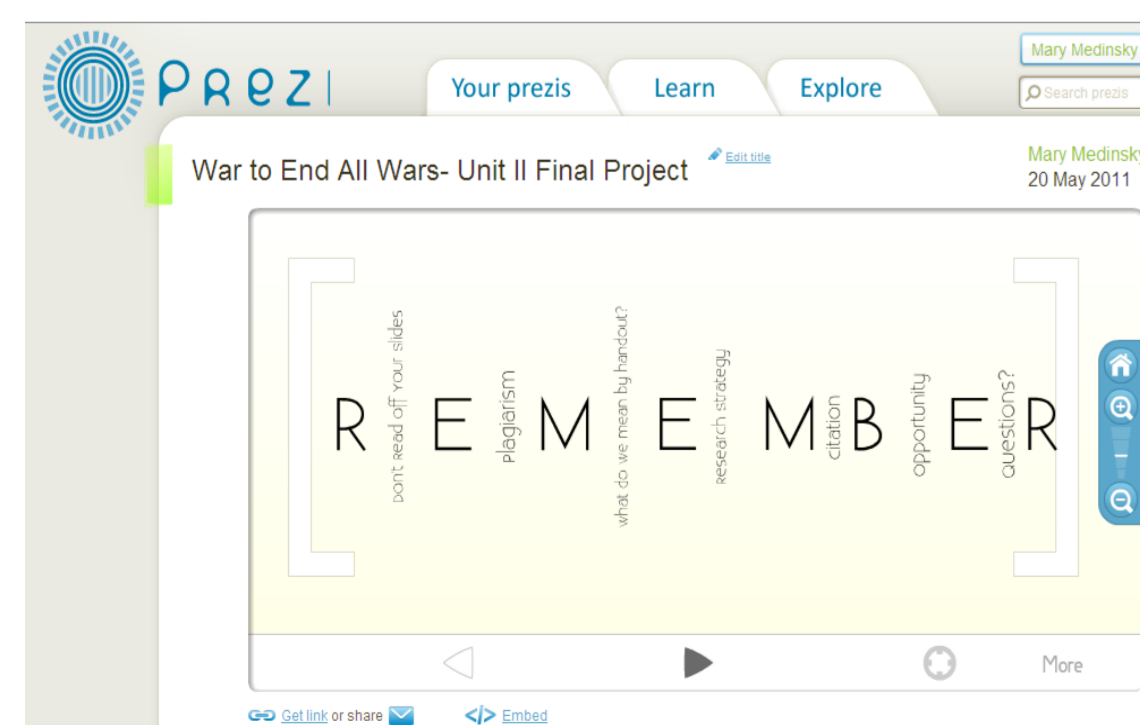 PReZI
Your prezis
Learn
Explore
Mary Medinsky
Search prezis
War to End All Wars- Unit II Final Project
Edit title
Mary Medinsky
20 May 2011
R E M E M B E R
Don't Read off your slides
Plagiarism
what do we mean by handout?
Research strategy
citation
opportunity
Questions?
More
Get link or share
</> Embed